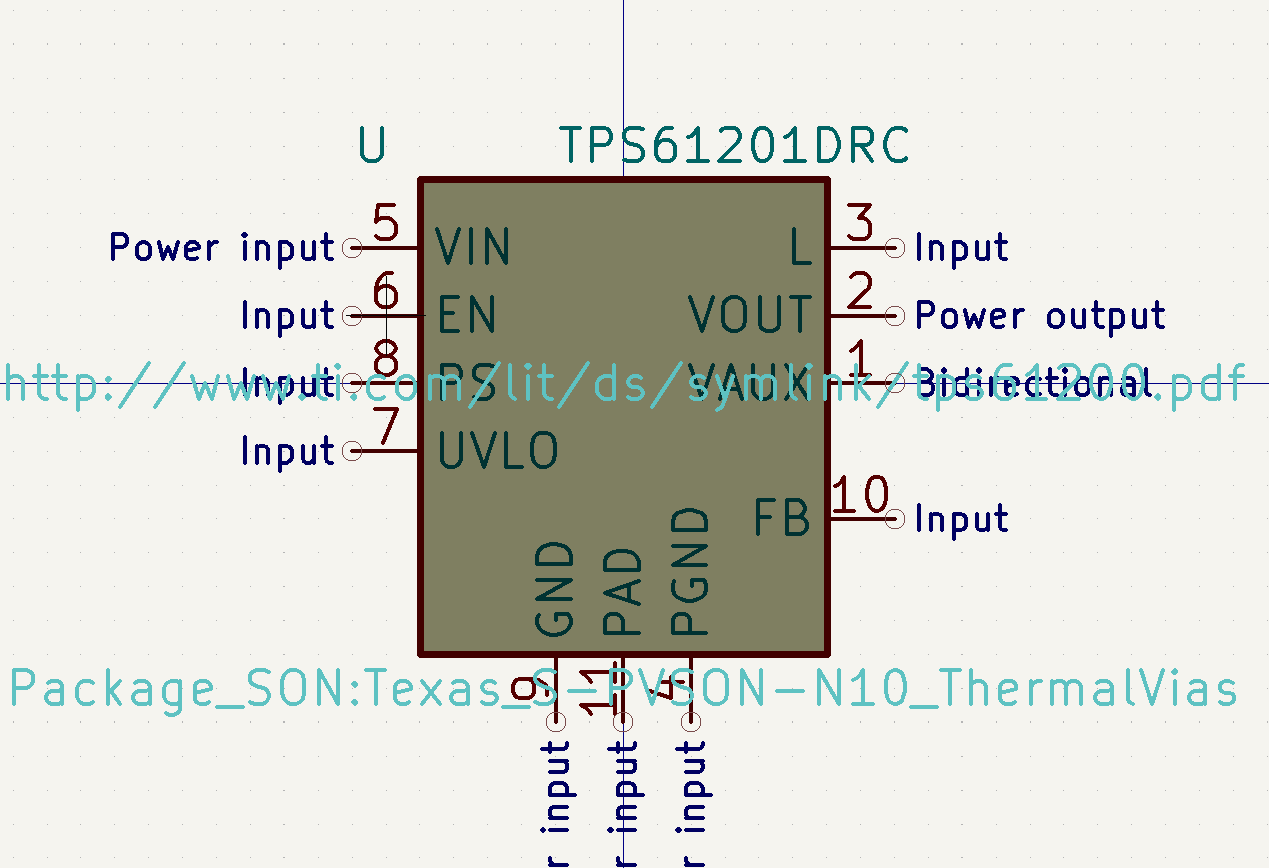 U TPS61201DRC
5 3
Power input VIN L Input
6 2
Input EN VOUT Power output
8 1
Input PS VAUX Bidirectional
http://www.ti.com/lit/ds/symlink/tps61200.pdf
7
Input UVLO
10
FB Input
GND PAD PGND
9 11 4
Package_SON:Texas_S-PVSON-N10_ThermalVias
r input r input r input